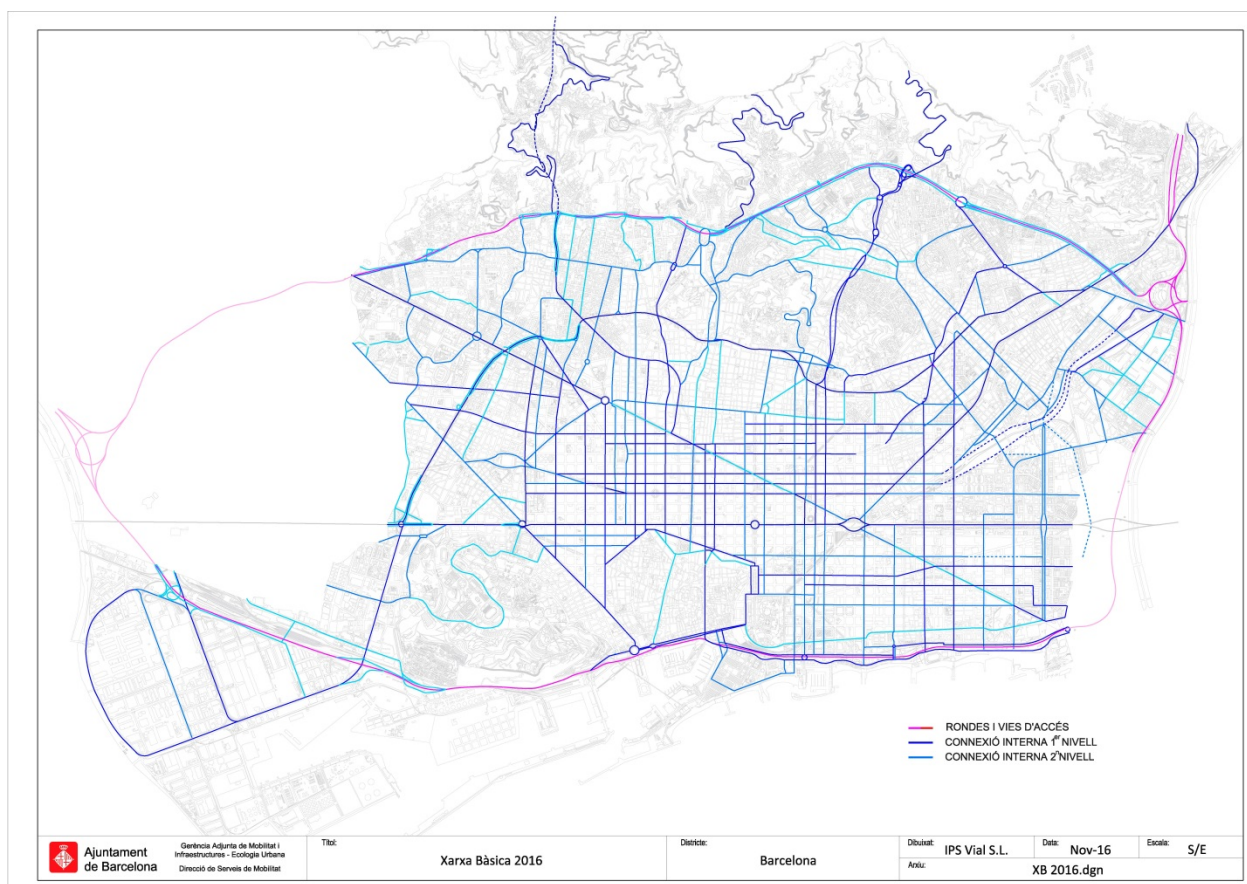 RONDES I VIES D'ACCÉS
CONNEXIÓ INTERNA 1er NIVELL
CONNEXIÓ INTERNA 2n NIVELL
Ajuntament
de Barcelona
Gerència Adjunta de Mobilitat i
Infraestructures - Ecologia Urbana
Direcció de Serveis de Mobilitat
Títol:
Xarxa Bàsica 2016
Districte:
Barcelona
Dibuixat:
IPS Vial S.L.
Data:
Nov-16
Escala:
S/E
Arxiu:
XB 2016.dgn